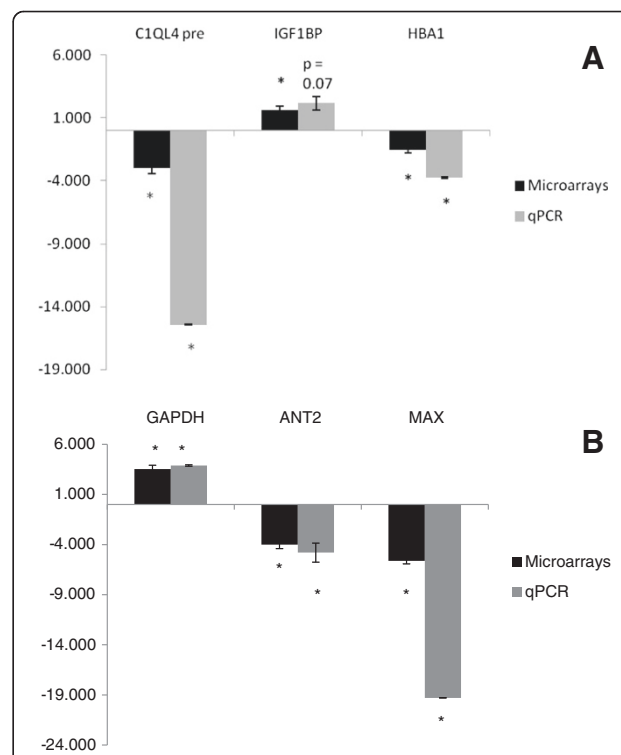 C1QL4 pre IGF1BP HBA1
A
6.000
p =
0.07
*
1.000
-4.000
* * *
Microarrays
-9.000
qPCR
-14.000
*
-19.000
GAPDH ANT2 MAX
B
6.000
* *
1.000
-4.000
Microarrays
* * *
-9.000
qPCR
-14.000
-19.000
*
-24.000